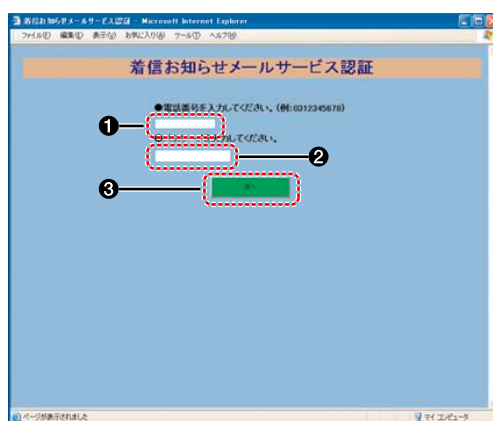 着信お知らせメールサービス認証 - Microsoft Internet Explorer
ファイル(F) 編集(E) 表示(V) お気に入り(A) ツール(T) ヘルプ(H)
着信お知らせメールサービス認証
●電話番号を入力してください。(例:0312345678)
❶
入力してください。
❷
❸ 次へ
ページが表示されました マイ コンピュータ